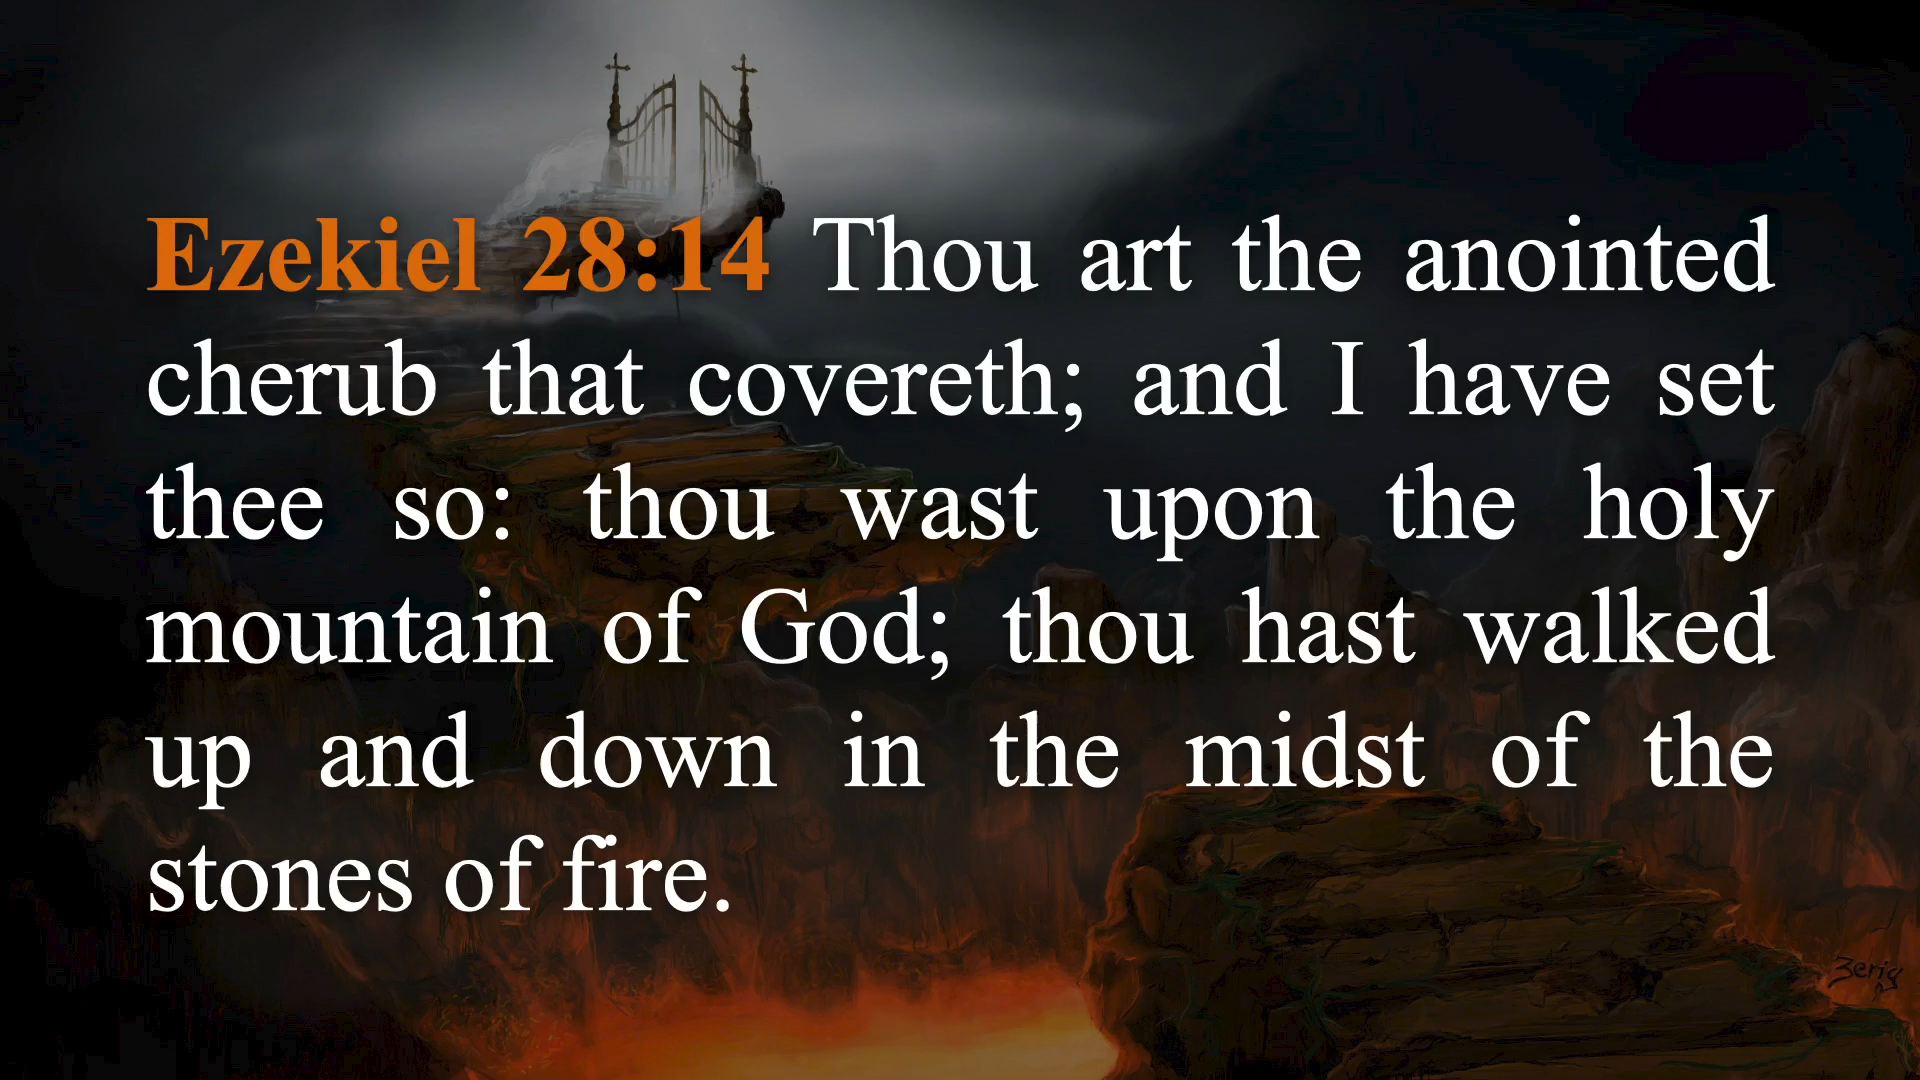 Ezekiel 28:14 Thou art the anointed
cherub that covereth; and I have set
thee so: thou wast upon the holy
mountain of God; thou hast walked
up and down in the midst of the
stones of fire.
Zerig